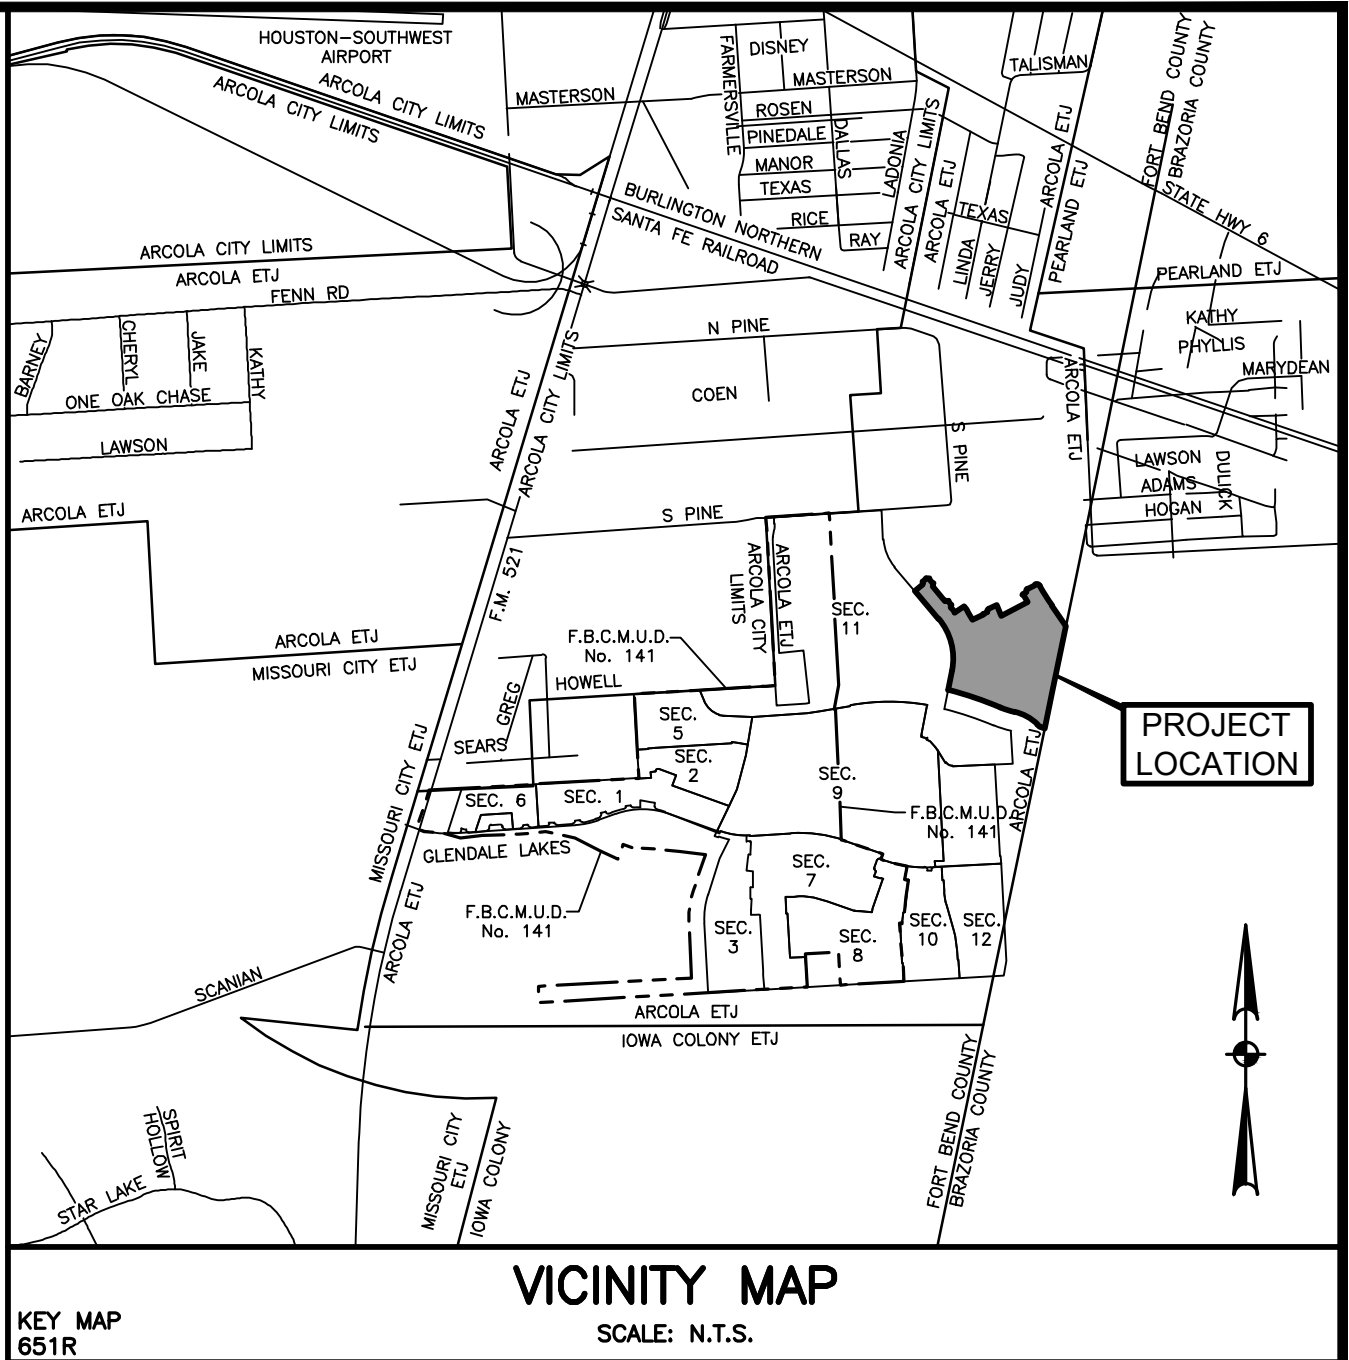 HOUSTON-SOUTHWEST
AIRPORT
ARCOLA CITY LIMITS
ARCOLA CITY LIMITS
MASTERSON
FARMERSVILLE
DISNEY
MASTERSON
ROSEN
PINEDALE
MANOR
TEXAS
RICE
RAY
DALLAS
LADONIA
ARCOLA CITY LIMITS
ARCOLA ETJ
TALISMAN
TEXAS
LINDA
JERRY
JUDY
ARCOLA ETJ
PEARLAND ETJ
FORT BEND COUNTY
BRAZORIA COUNTY
STATE HWY 6
PEARLAND ETJ
BURLINGTON NORTHERN
SANTA FE RAILROAD
ARCOLA CITY LIMITS
ARCOLA ETJ
FENN RD
BARNEY
CHERYL
JAKE
KATHY
ONE OAK CHASE
LAWSON
N PINE
COEN
S PINE
S PINE
ARCOLA ETJ
ARCOLA CITY LIMITS
ARCOLA ETJ
KATHY
PHYLLIS
MARYDEAN
LAWSON
ADAMS
HOGAN
DULICK
ARCOLA ETJ
F.M. 521
ARCOLA ETJ
MISSOURI CITY ETJ
ARCOLA CITY
LIMITS
ARCOLA ETJ
F.B.C.M.U.D.
No. 141
HOWELL
GREG
SEARS
SEC.
11
SEC.
5
SEC.
2
SEC. 6
SEC. 1
SEC.
9
F.B.C.M.U.D.
No. 141
PROJECT
LOCATION
ARCOLA ETJ
MISSOURI CITY ETJ
ARCOLA ETJ
GLENDALE LAKES
F.B.C.M.U.D.
No. 141
SEC.
7
SEC.
3
SEC.
8
SEC.
10
SEC.
12
SCANIAN
ARCOLA ETJ
IOWA COLONY ETJ
SPIRIT
HOLLOW
STAR LAKE
MISSOURI CITY
ETJ
IOWA COLONY
FORT BEND COUNTY
BRAZORIA COUNTY
VICINITY MAP
SCALE: N.T.S.
KEY MAP
651R